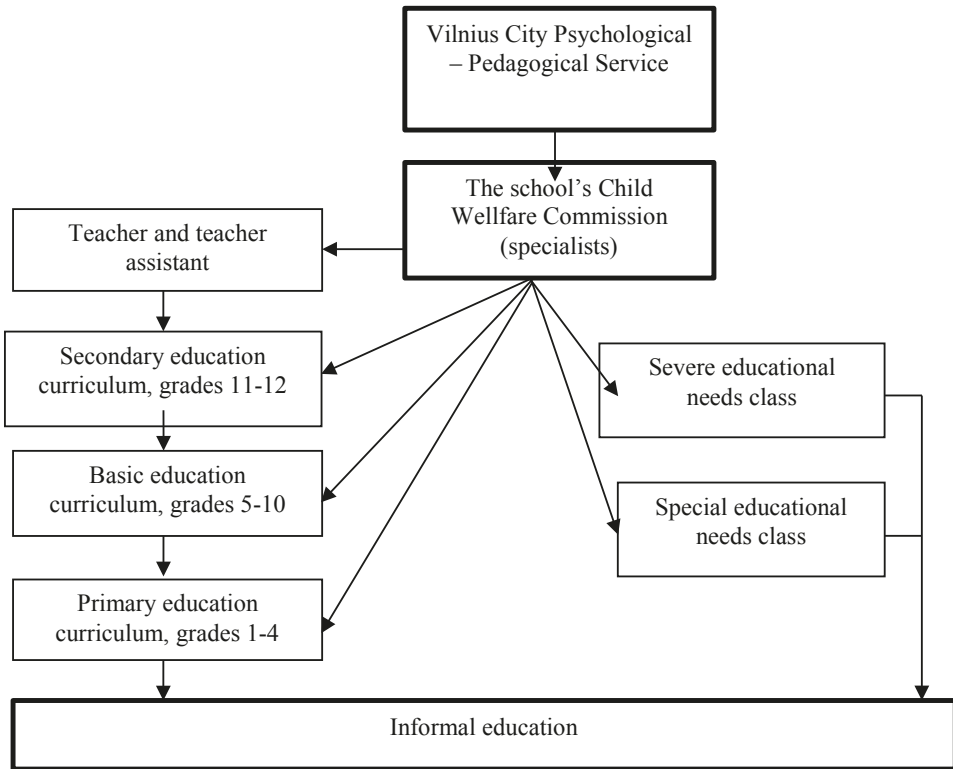 Vilnius City Psychological
– Pedagogical Service
The school's Child
Wellfare Commission
(specialists)
Teacher and teacher
assistant
Secondary education
curriculum, grades 11-12
Severe educational
needs class
Basic education
curriculum, grades 5-10
Special educational
needs class
Primary education
curriculum, grades 1-4
Informal education